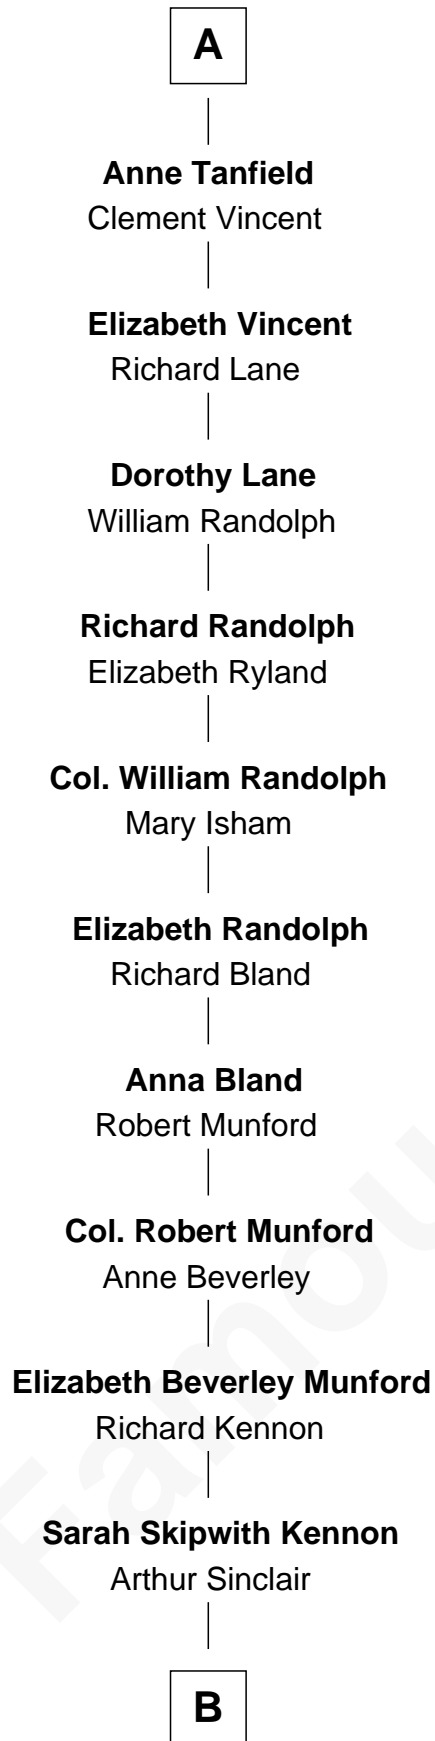 A
Anne Tanfield
Clement Vincent
Elizabeth Vincent
Richard Lane
Dorothy Lane
William Randolph
Richard Randolph
Elizabeth Ryland
Col. William Randolph
Mary Isham
Elizabeth Randolph
Richard Bland
Anna Bland
Robert Munford
Col. Robert Munford
Anne Beverley
Elizabeth Beverley Munford
Richard Kennon
Sarah Skipwith Kennon
Arthur Sinclair
B
Famou